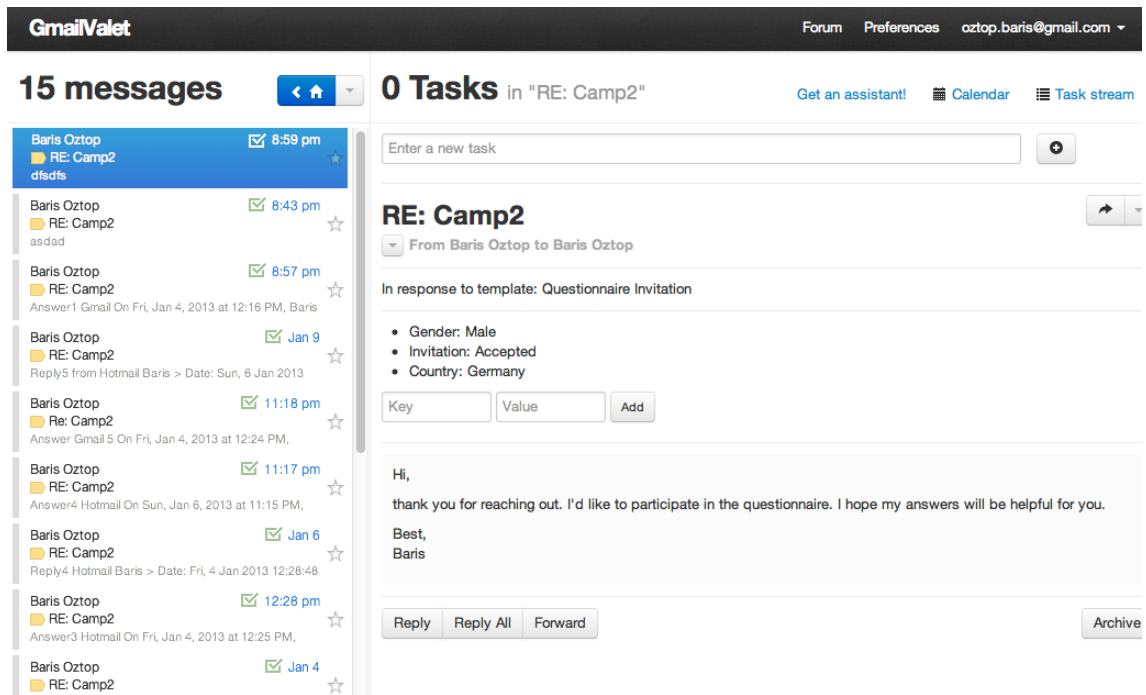 GmailValet
Forum Preferences oztop.baris@gmail.com
15 messages
Baris Oztop 8:59 pm
RE: Camp2
dfsdfs
Baris Oztop 8:43 pm
RE: Camp2
asdad
Baris Oztop 8:57 pm
RE: Camp2
Answer1 Gmail On Fri, Jan 4, 2013 at 12:16 PM, Baris
Baris Oztop Jan 9
RE: Camp2
Reply5 from Hotmail Baris > Date: Sun, 6 Jan 2013
Baris Oztop 11:18 pm
Re: Camp2
Answer Gmail 5 On Fri, Jan 4, 2013 at 12:24 PM,
Baris Oztop 11:17 pm
RE: Camp2
Answer4 Hotmail On Sun, Jan 6, 2013 at 11:15 PM,
Baris Oztop Jan 6
RE: Camp2
Reply4 Hotmail Baris > Date: Fri, 4 Jan 2013 12:28:48
Baris Oztop 12:28 pm
RE: Camp2
Answer3 Hotmail On Fri, Jan 4, 2013 at 12:25 PM,
Baris Oztop Jan 4
RE: Camp2
0 Tasks in "RE: Camp2"
Get an assistant! Calendar Task stream
Enter a new task
RE: Camp2
From Baris Oztop to Baris Oztop
In response to template: Questionnaire Invitation
• Gender: Male
• Invitation: Accepted
• Country: Germany
Key Value Add
Hi,
thank you for reaching out. I'd like to participate in the questionnaire. I hope my answers will be helpful for you.
Best,
Baris
Reply Reply All Forward Archive